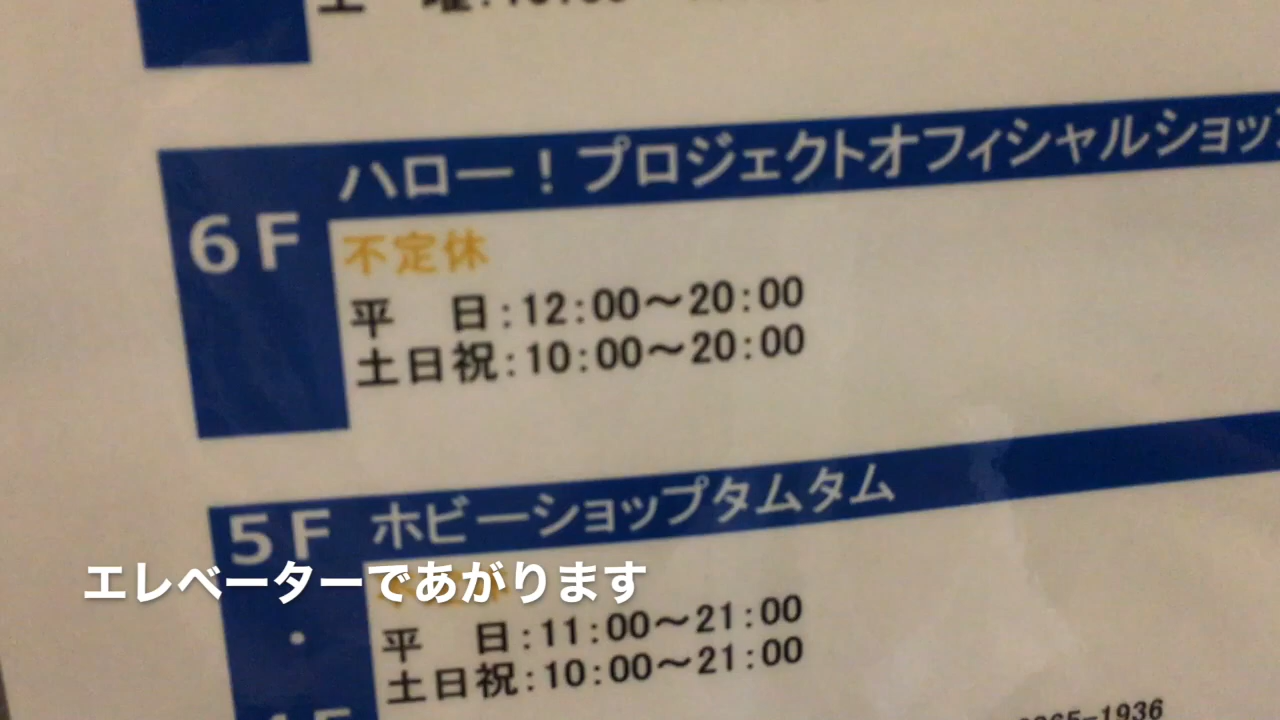 6F ハロー！プロジェクトオフィシャルショッ
不定休
平　日:12:00〜20:00
土日祝:10:00〜20:00
5F ホビーショップタムタム
エレベーターであがります
・
平　日:11:00〜21:00
土日祝:10:00〜21:00
-1936